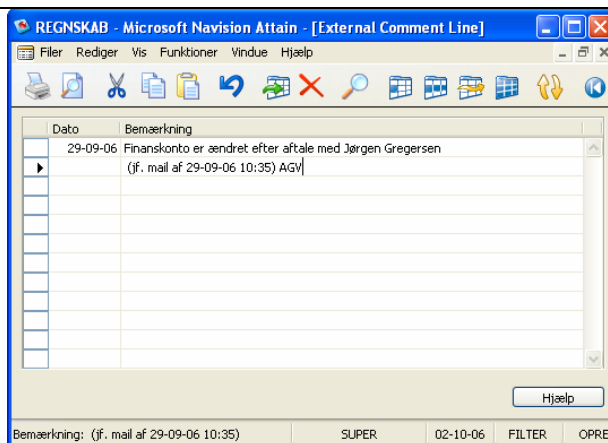 REGNSKAB - Microsoft Navision Attain - [External Comment Line]
Filer Rediger Vis Funktioner Vindue Hjælp
Dato Bemærkning
29-09-06 Finanskonto er ændret efter aftale med Jørgen Gregersen
(jf. mail af 29-09-06 10:35) AGV
Hjælp
Bemærkning: (jf. mail af 29-09-06 10:35) SUPER 02-10-06 FILTER OPRE